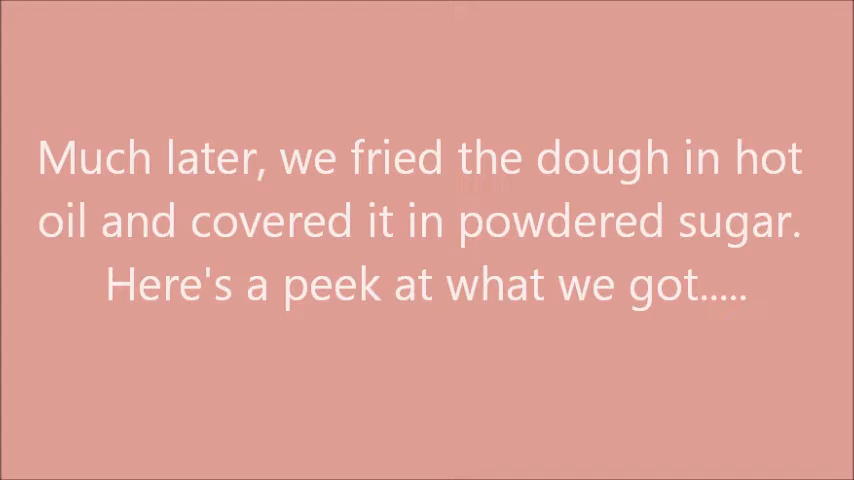 Much later, we fried the dough in hot
oil and covered it in powdered sugar.
Here's a peek at what we got.....